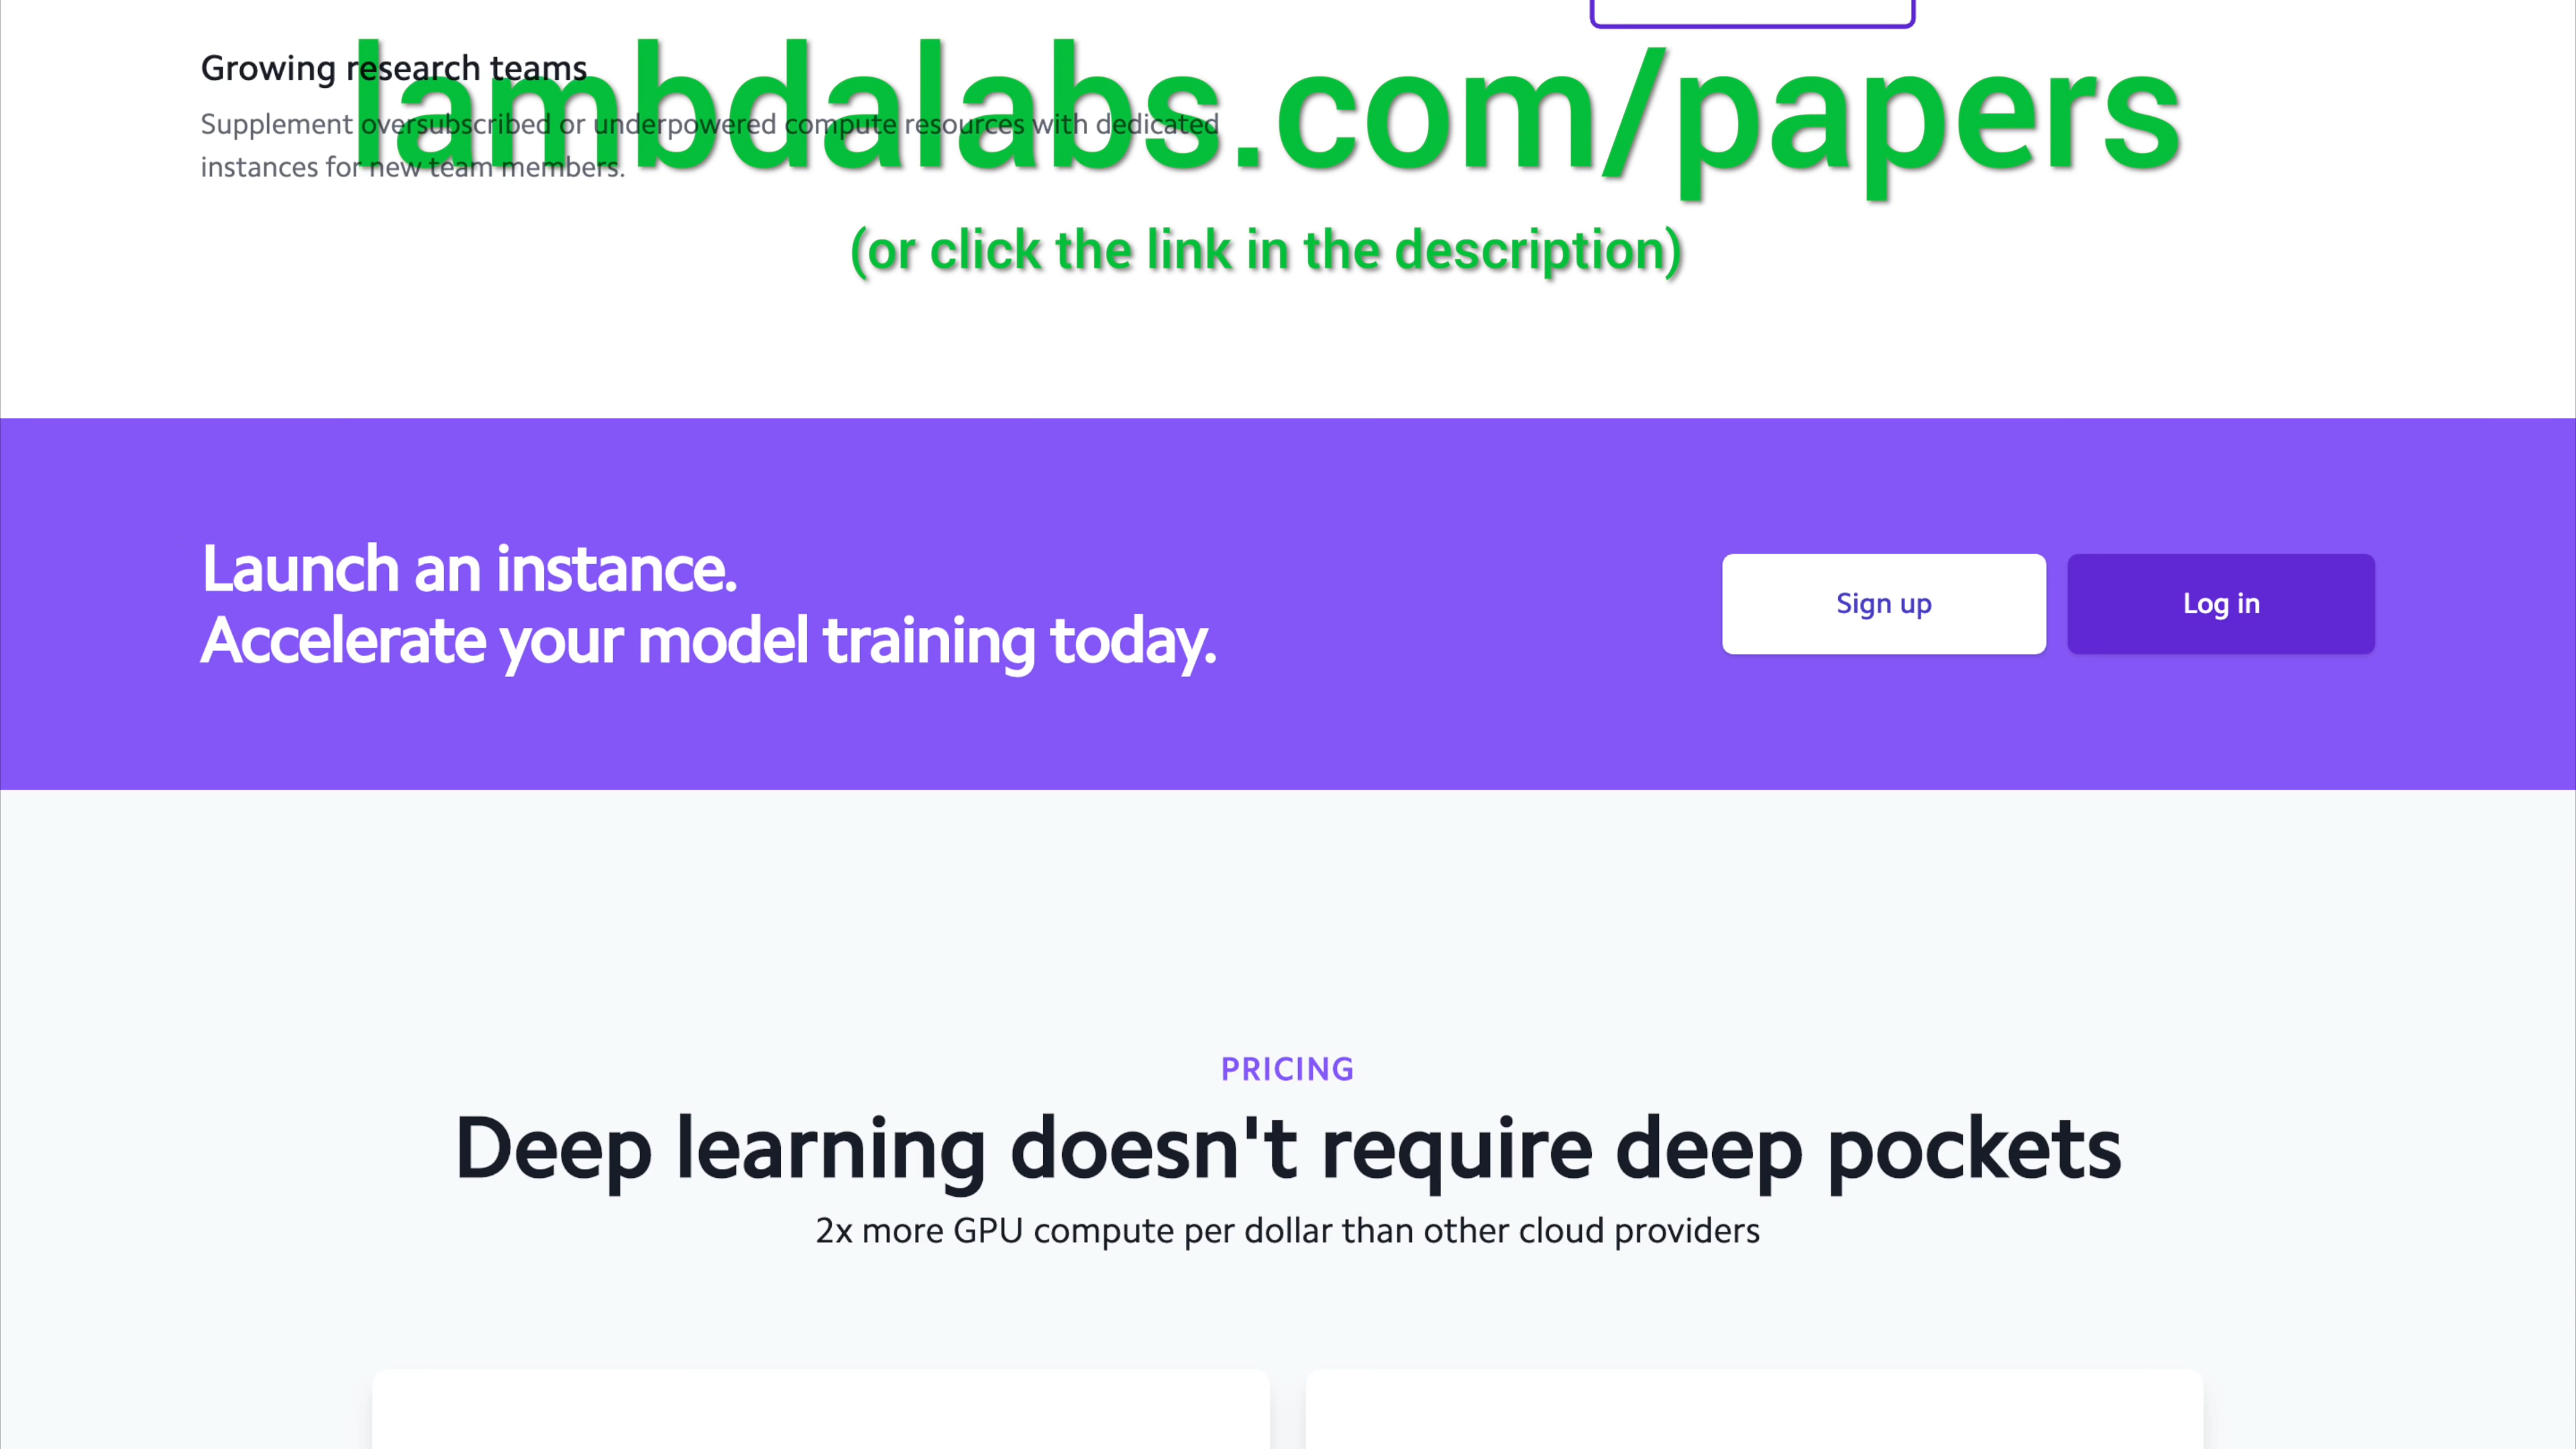 Growing research teams
lambdalabs.com/papers
Supplement oversubscribed or underpowered compute resources with dedicated
instances for new team members.
(or click the link in the description)
Launch an instance.
Accelerate your model training today.
Sign up
Log in
PRICING
Deep learning doesn't require deep pockets
2x more GPU compute per dollar than other cloud providers